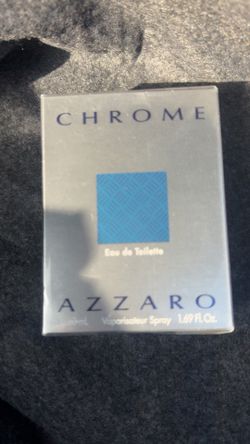 CHROME
Eau de Toilette
AZZARO
Vaporisateur Spray 1.69 Fl. Oz.